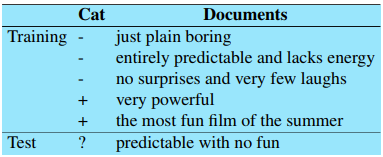 Cat Documents
Training - just plain boring
- entirely predictable and lacks energy
- no surprises and very few laughs
+ very powerful
+ the most fun film of the summer
Test ? predictable with no fun